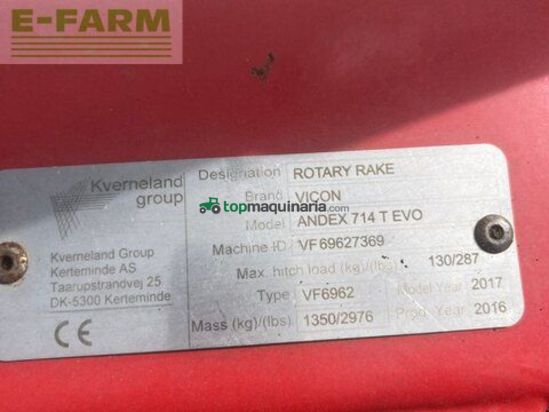 E-FARM
Kverneland
group
Kverneland Group
Kerteminde AS
Taarupstrandvej 25
DK-5300 Kerteminde
CE
Designation ROTARY RAKE
Brand VICON
Model ANDEX 714 T EVO
Machine ID VF69627369
Max. hitch load (kg)/(lbs) 130/287
Type VF6962 Model Year 2017
Mass (kg)/(lbs) 1350/2976 Prod. Year 2016
topmaquinaria.com